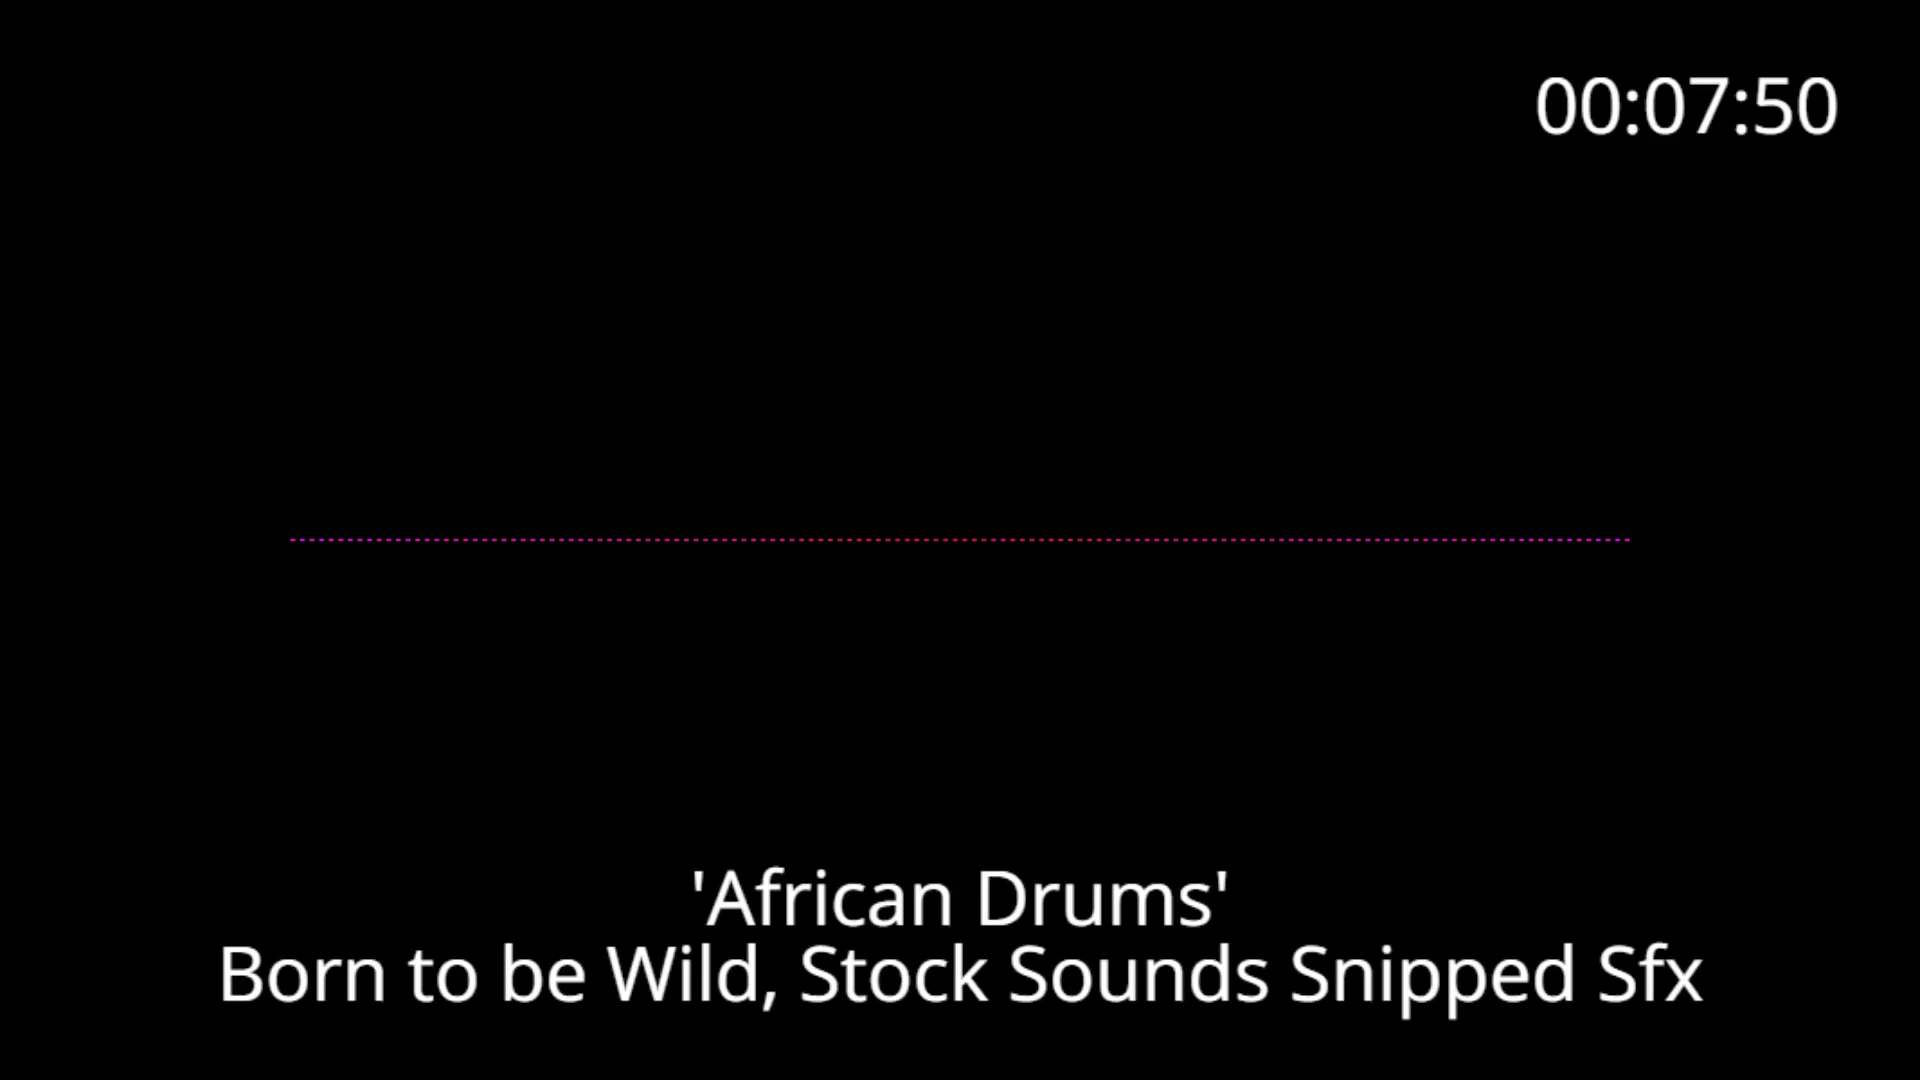 00:07:50
'African Drums'
Born to be Wild, Stock Sounds Snipped Sfx